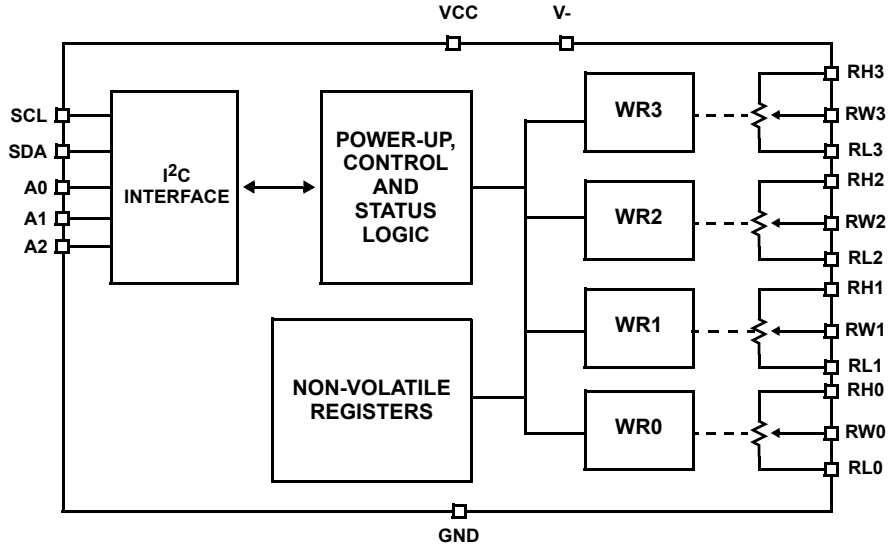 VCC
V-
SCL
SDA
A0
A1
A2
I²C
INTERFACE
POWER-UP,
CONTROL
AND
STATUS
LOGIC
NON-VOLATILE
REGISTERS
WR3
WR2
WR1
WR0
RH3
RW3
RL3
RH2
RW2
RL2
RH1
RW1
RL1
RH0
RW0
RL0
GND